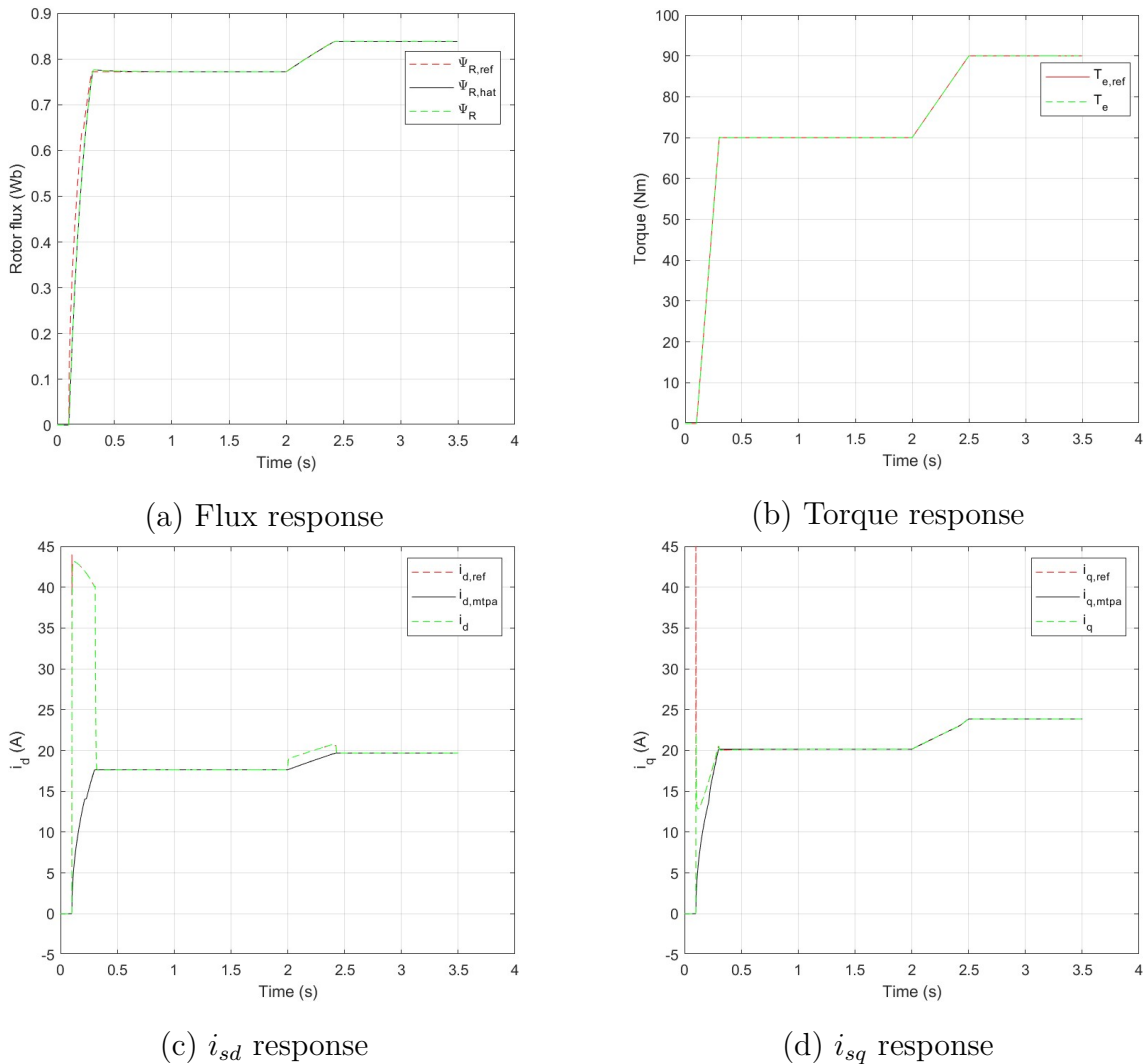 0.9
0.8
0.7
0.6
0.5
0.4
0.3
0.2
0.1
0
Rotor flux (Wb)
Ψ_R,ref
Ψ_R,hat
Ψ_R
0 0.5 1 1.5 2 2.5 3 3.5 4
Time (s)
(a) Flux response
100
90
80
70
60
50
40
30
20
10
0
Torque (Nm)
T_e,ref
T_e
0 0.5 1 1.5 2 2.5 3 3.5 4
Time (s)
(b) Torque response
45
40
35
30
25
20
15
10
5
0
-5
i_d (A)
i_d,ref
i_d,mtpa
i_d
0 0.5 1 1.5 2 2.5 3 3.5 4
Time (s)
(c) i_sd response
45
40
35
30
25
20
15
10
5
0
-5
i_q (A)
i_q,ref
i_q,mtpa
i_q
0 0.5 1 1.5 2 2.5 3 3.5 4
Time (s)
(d) i_sq response